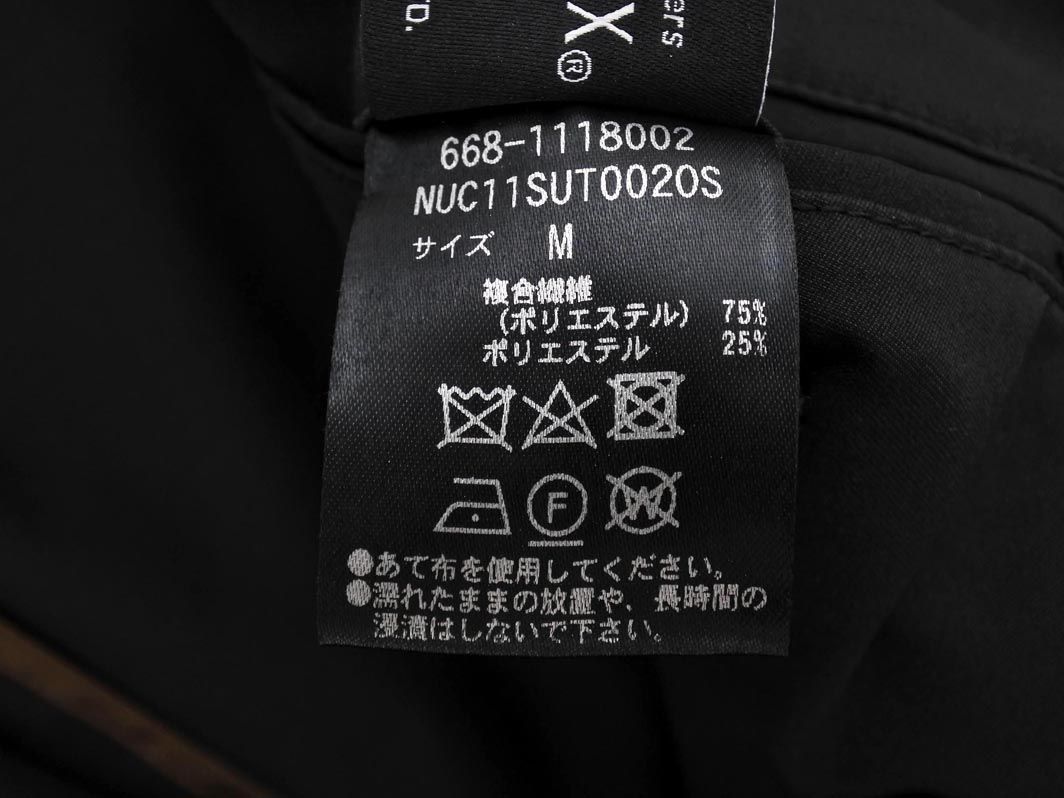 ers
X®
D.
668-1118002
NUC11SUT0020S
サイズ M
複合繊維
(ポリエステル) 75%
ポリエステル 25%
F
W
●あて布を使用してください。
●濡れたままの放置や、長時間の
浸漬はしないで下さい。